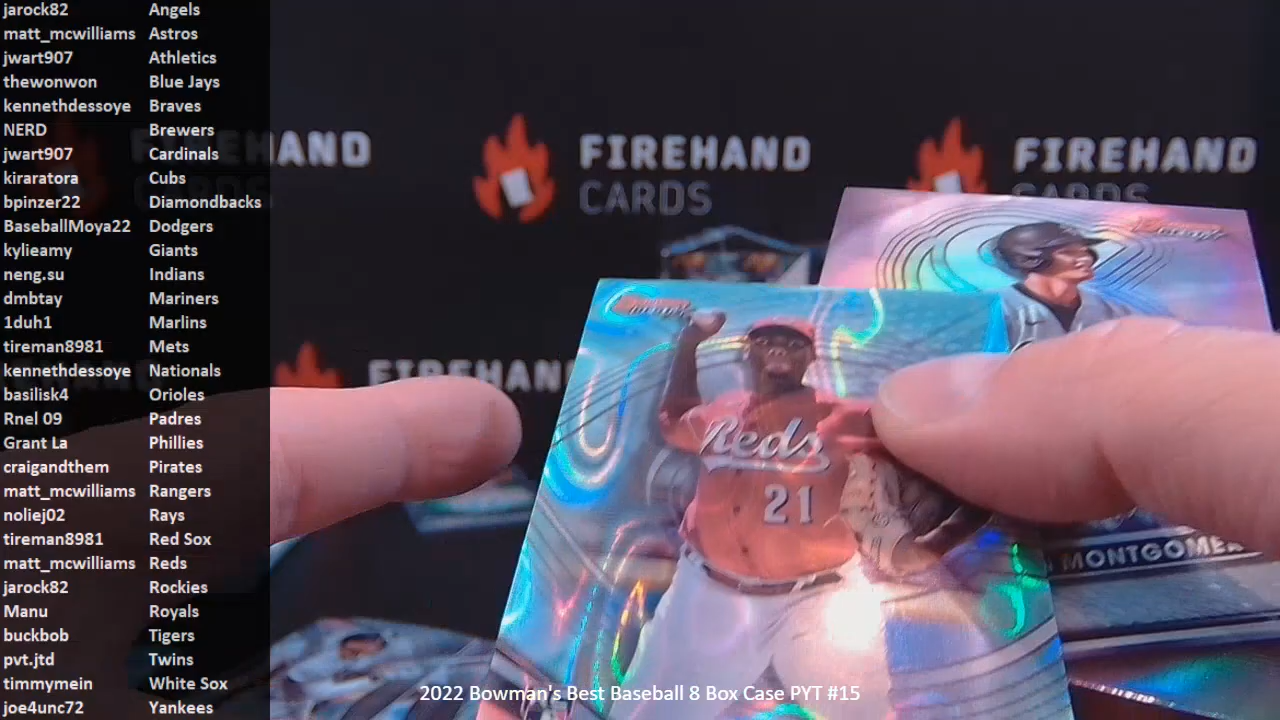 jarock82 Angels
matt_mcwilliams Astros
jwart907 Athletics
thewonwon Blue Jays
kennethdessoye Braves
NERD Brewers
jwart907 Cardinals
kiraratora Cubs
bpinzer22 Diamondbacks
BaseballMoya22 Dodgers
kylieamy Giants
neng.su Indians
dmbtay Mariners
1duh1 Marlins
tireman8981 Mets
kennethdessoye Nationals
basilisk4 Orioles
Rnel 09 Padres
Grant La Phillies
craigandthem Pirates
matt_mcwilliams Rangers
noliej02 Rays
tireman8981 Red Sox
matt_mcwilliams Reds
jarock82 Rockies
Manu Royals
buckbob Tigers
pvt.jtd Twins
timmymein White Sox
joe4unc72 Yankees
FIREHAND
CARDS
FIREHAND
CARDS
Reds
21
2022 Bowman's Best Baseball 8 Box Case PYT #15